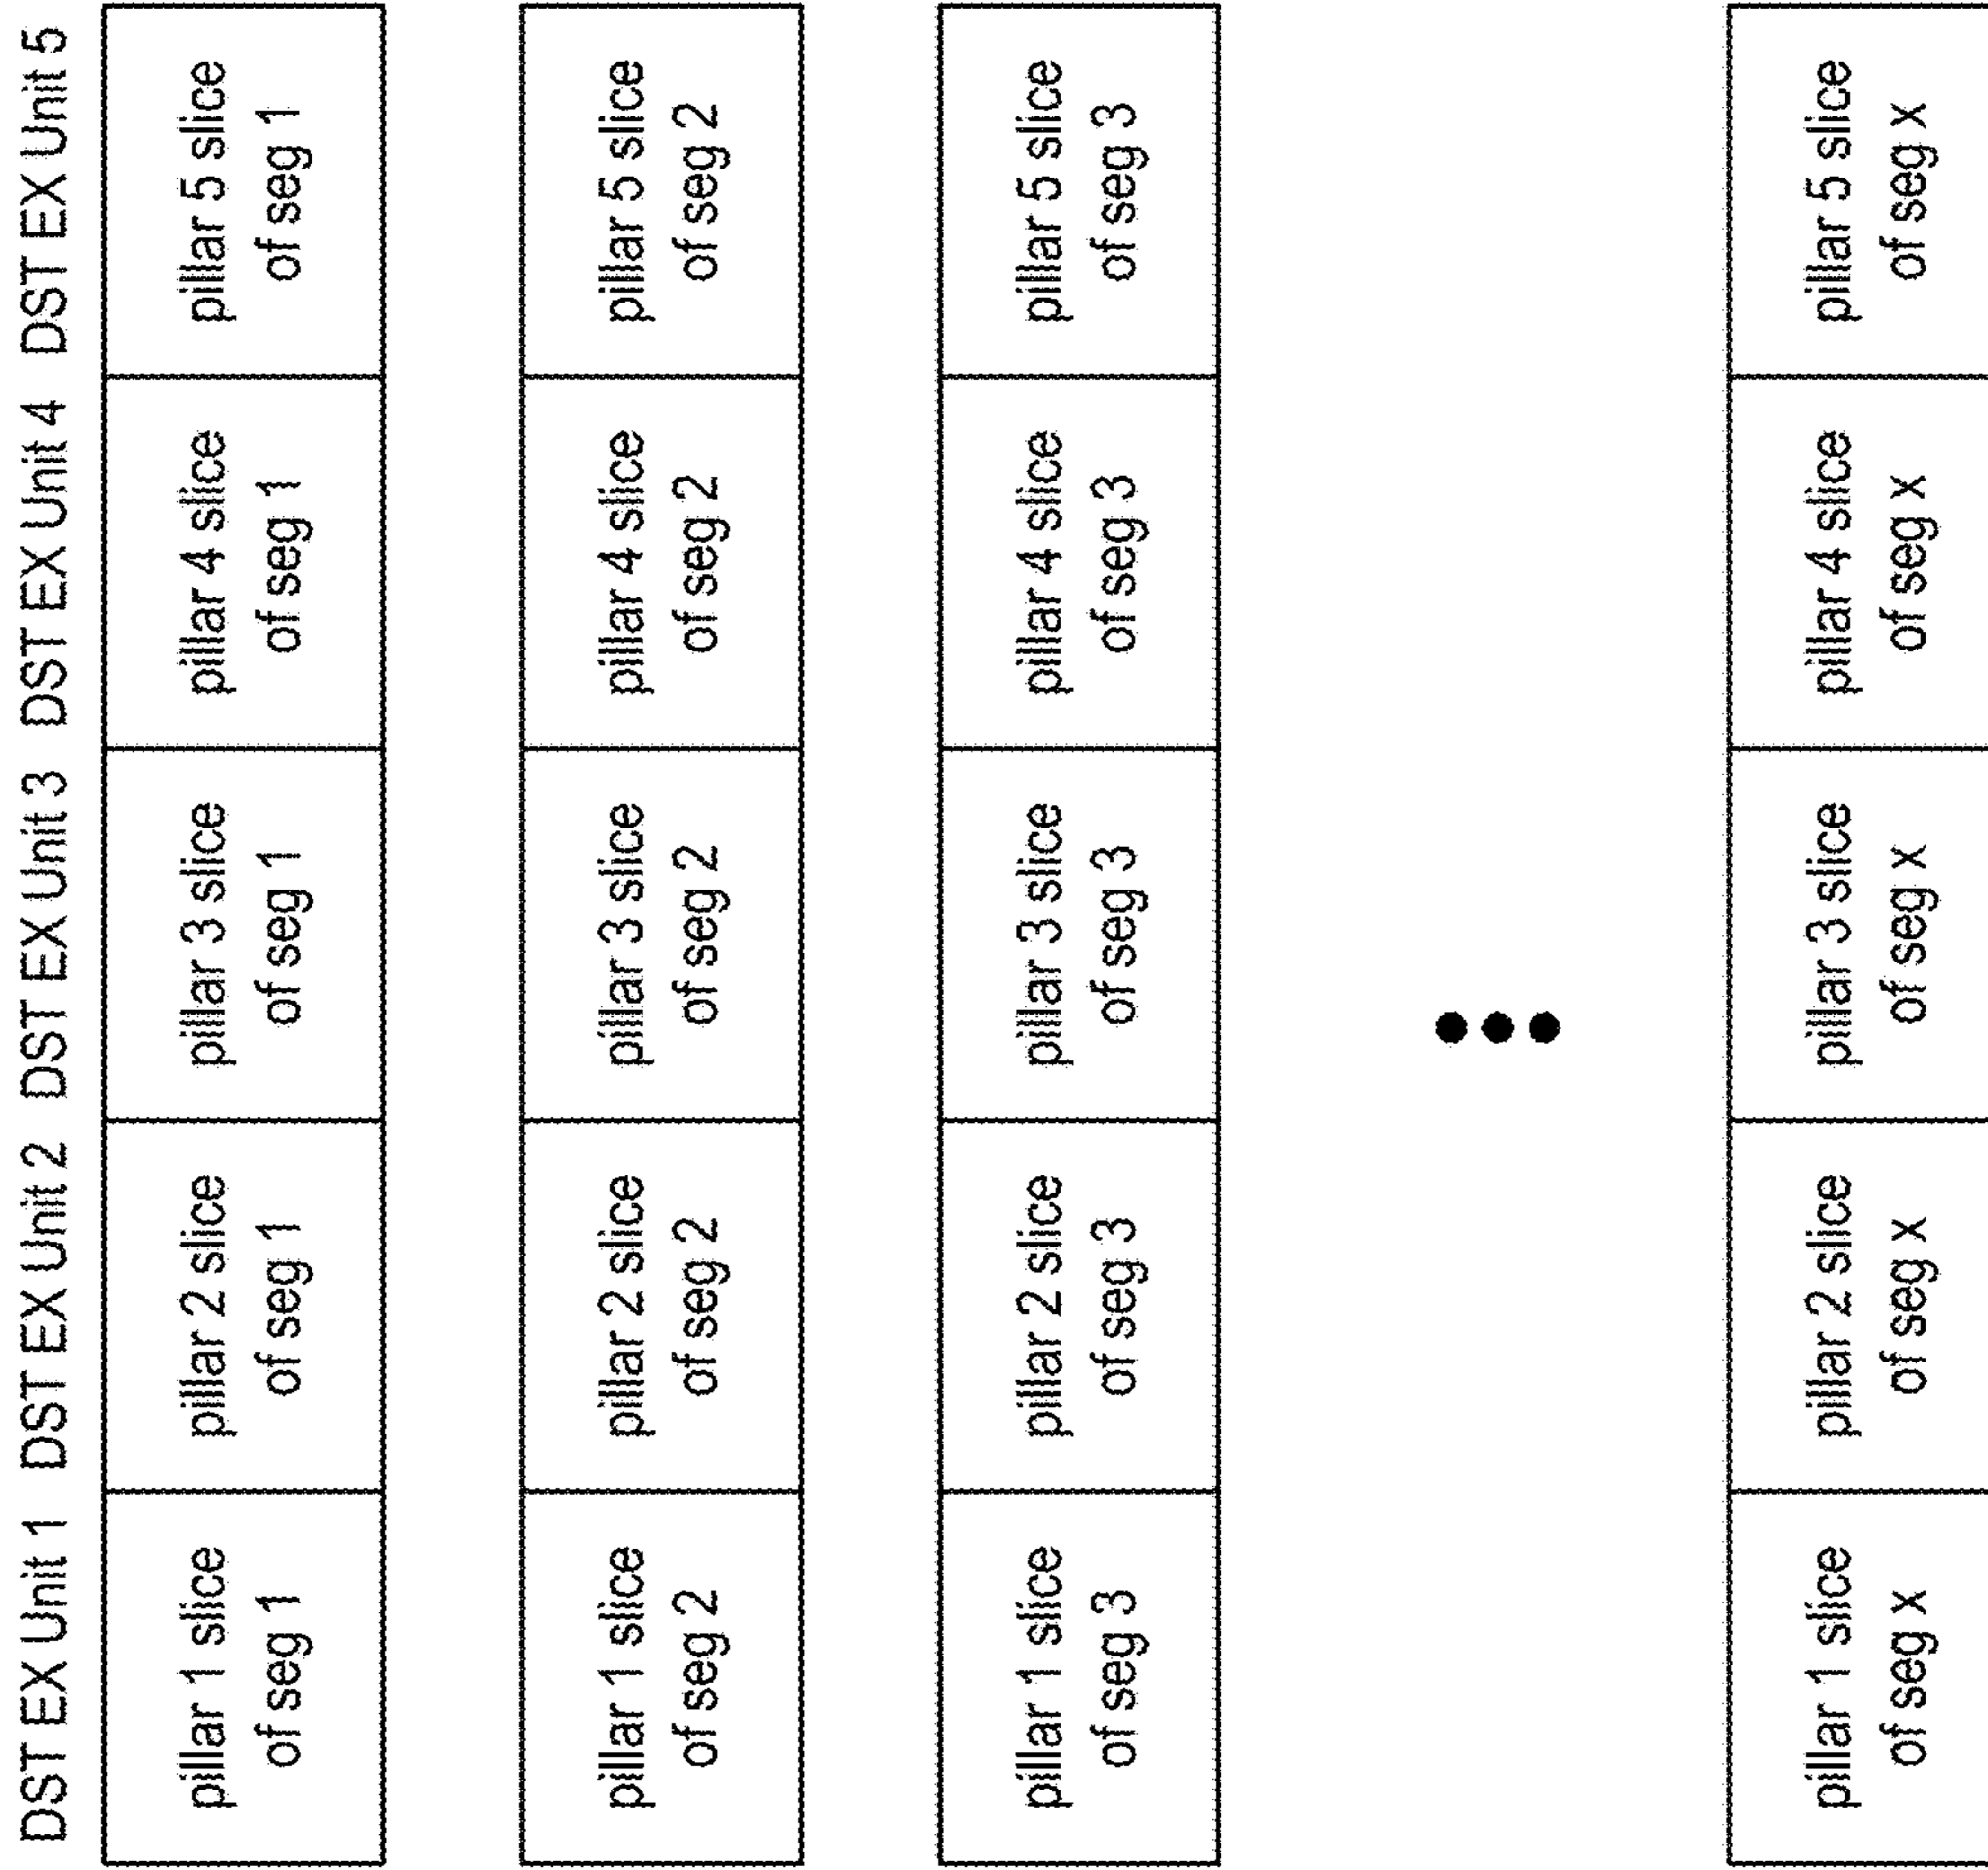 DST EX Unit 1 DST EX Unit 2 DST EX Unit 3 DST EX Unit 4 DST EX Unit 5
pillar 1 slice
of seg 1
pillar 2 slice
of seg 1
pillar 3 slice
of seg 1
pillar 4 slice
of seg 1
pillar 5 slice
of seg 1
pillar 1 slice
of seg 2
pillar 2 slice
of seg 2
pillar 3 slice
of seg 2
pillar 4 slice
of seg 2
pillar 5 slice
of seg 2
pillar 1 slice
of seg 3
pillar 2 slice
of seg 3
pillar 3 slice
of seg 3
pillar 4 slice
of seg 3
pillar 5 slice
of seg 3
pillar 1 slice
of seg x
pillar 2 slice
of seg x
pillar 3 slice
of seg x
pillar 4 slice
of seg x
pillar 5 slice
of seg x